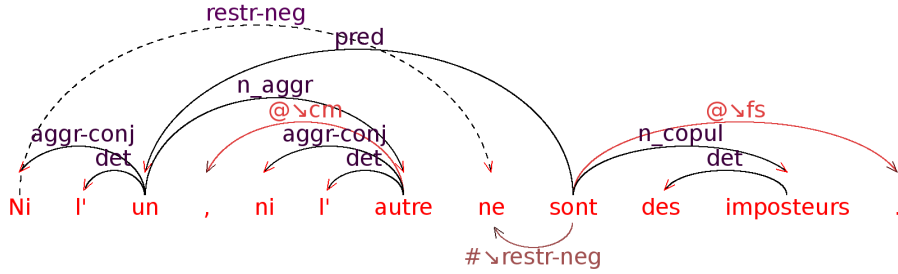 restr-neg
pred
n_aggr
@↘cm @↘fs
aggr-conj aggr-conj n_copul
det det det
Ni l' un , ni l' autre ne sont des imposteurs .
#↘restr-neg